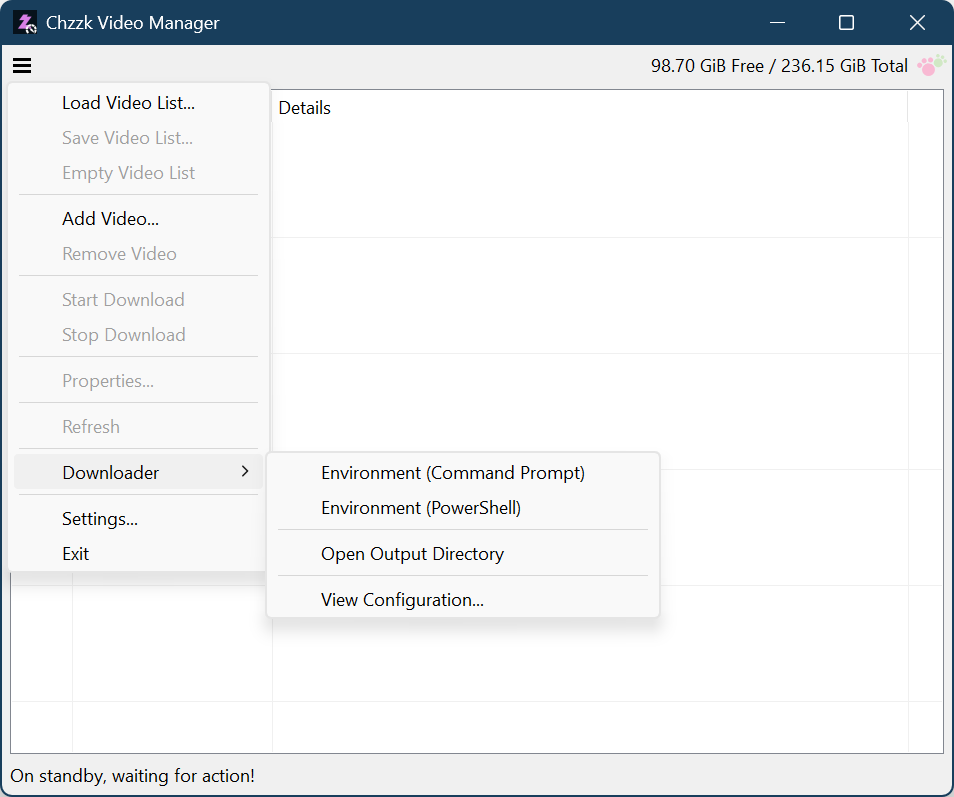 Chzzk Video Manager
98.70 GiB Free / 236.15 GiB Total
Details
Load Video List...
Save Video List...
Empty Video List
Add Video...
Remove Video
Start Download
Stop Download
Properties...
Refresh
Downloader
Environment (Command Prompt)
Environment (PowerShell)
Open Output Directory
View Configuration...
Settings...
Exit
On standby, waiting for action!